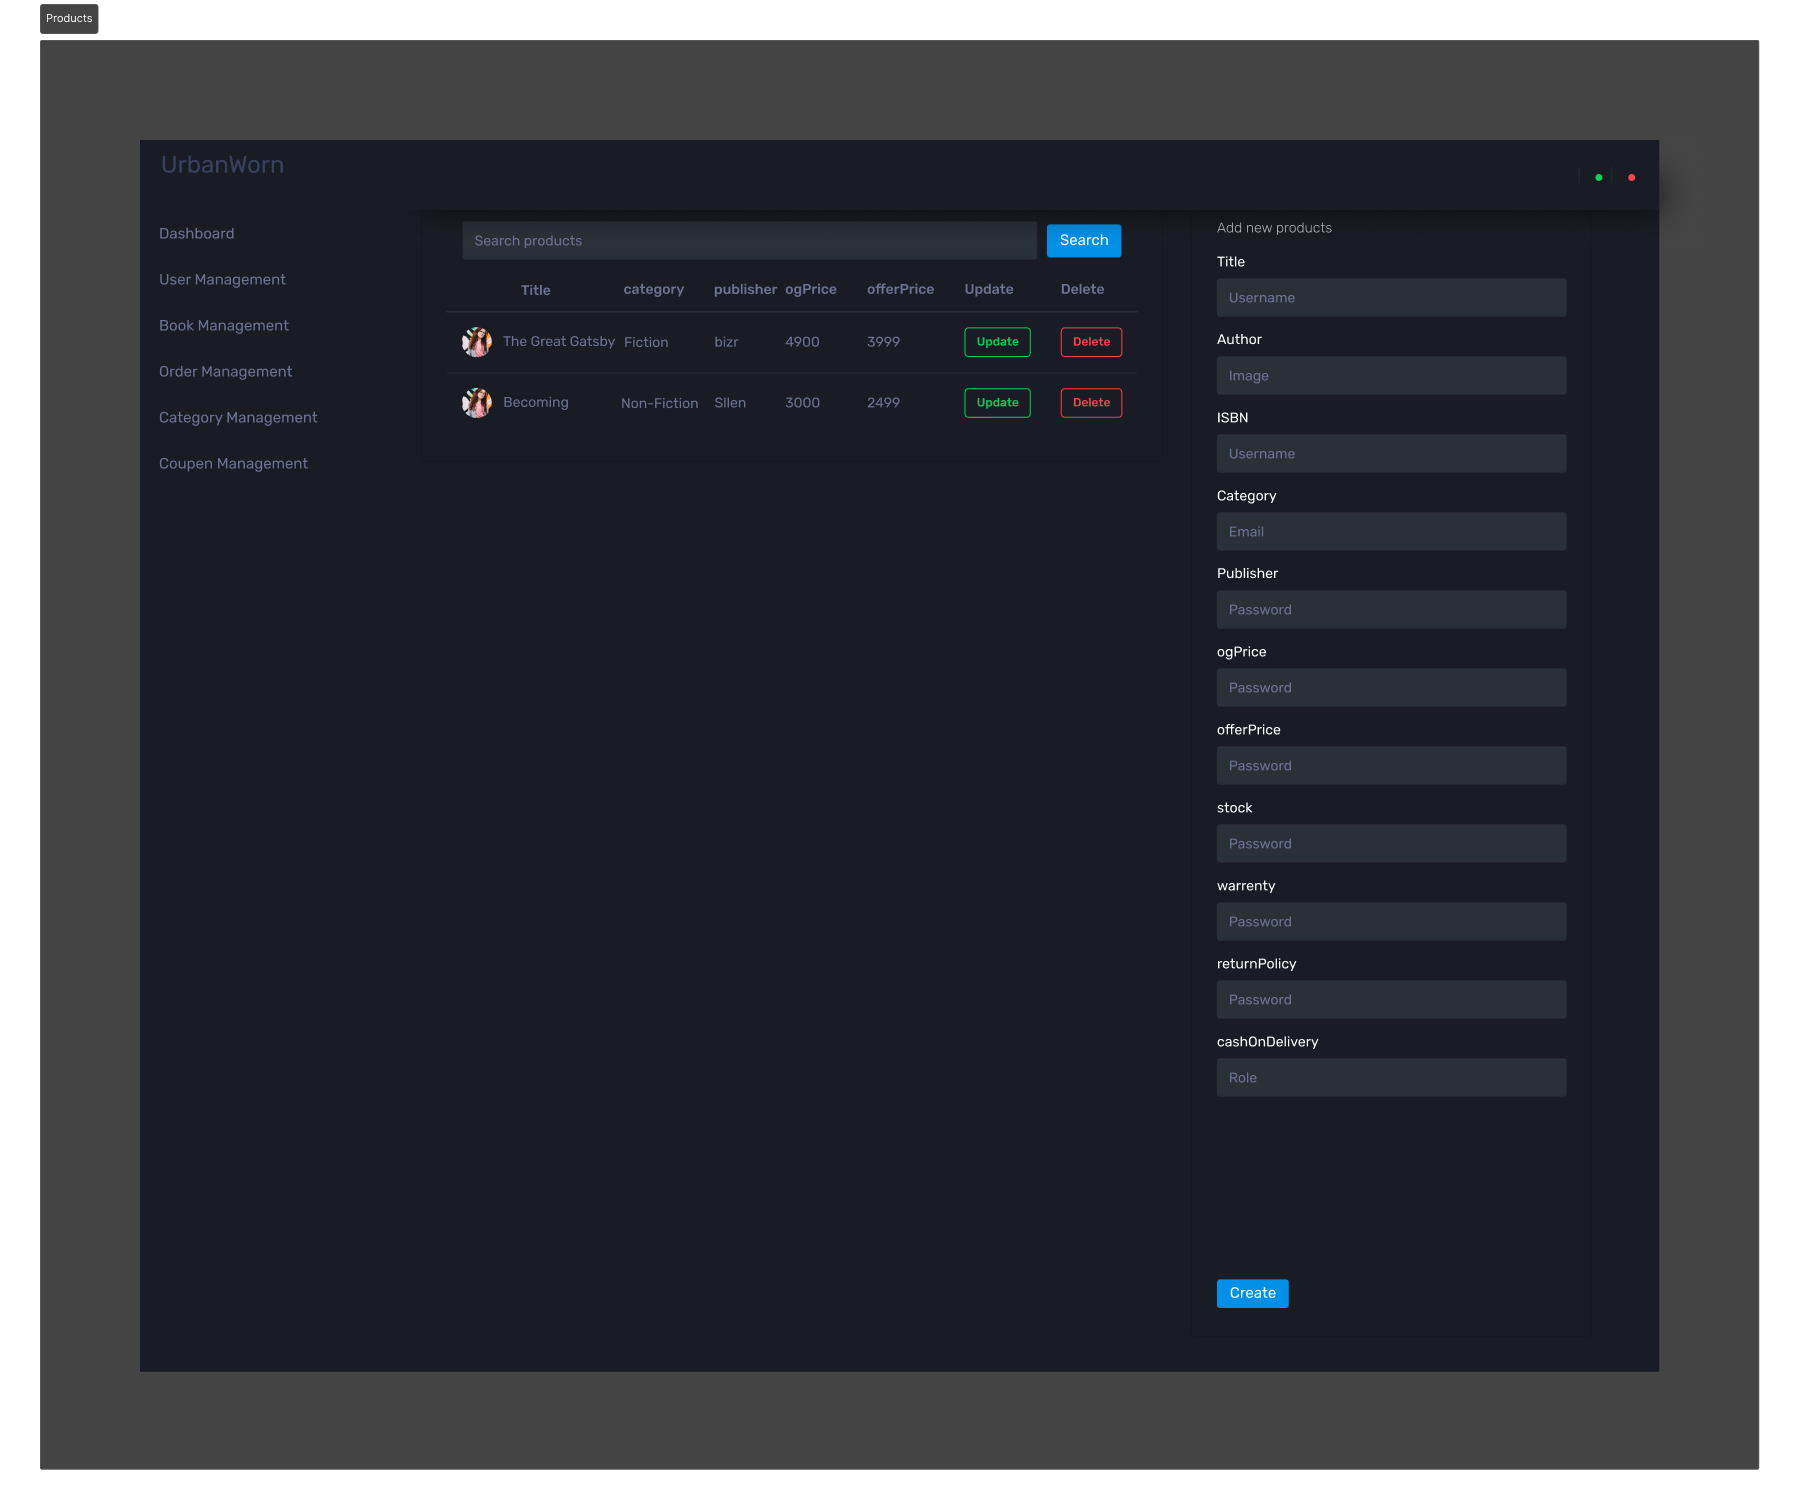 Products
UrbanWorn
Dashboard
User Management
Book Management
Order Management
Category Management
Coupen Management
Search products
Search
Title category publisher ogPrice offerPrice Update Delete
The Great Gatsby Fiction bizr 4900 3999 Update Delete
Becoming Non-Fiction Sllen 3000 2499 Update Delete
Add new products
Title
Username
Author
Image
ISBN
Username
Category
Email
Publisher
Password
ogPrice
Password
offerPrice
Password
stock
Password
warrenty
Password
returnPolicy
Password
cashOnDelivery
Role
Create